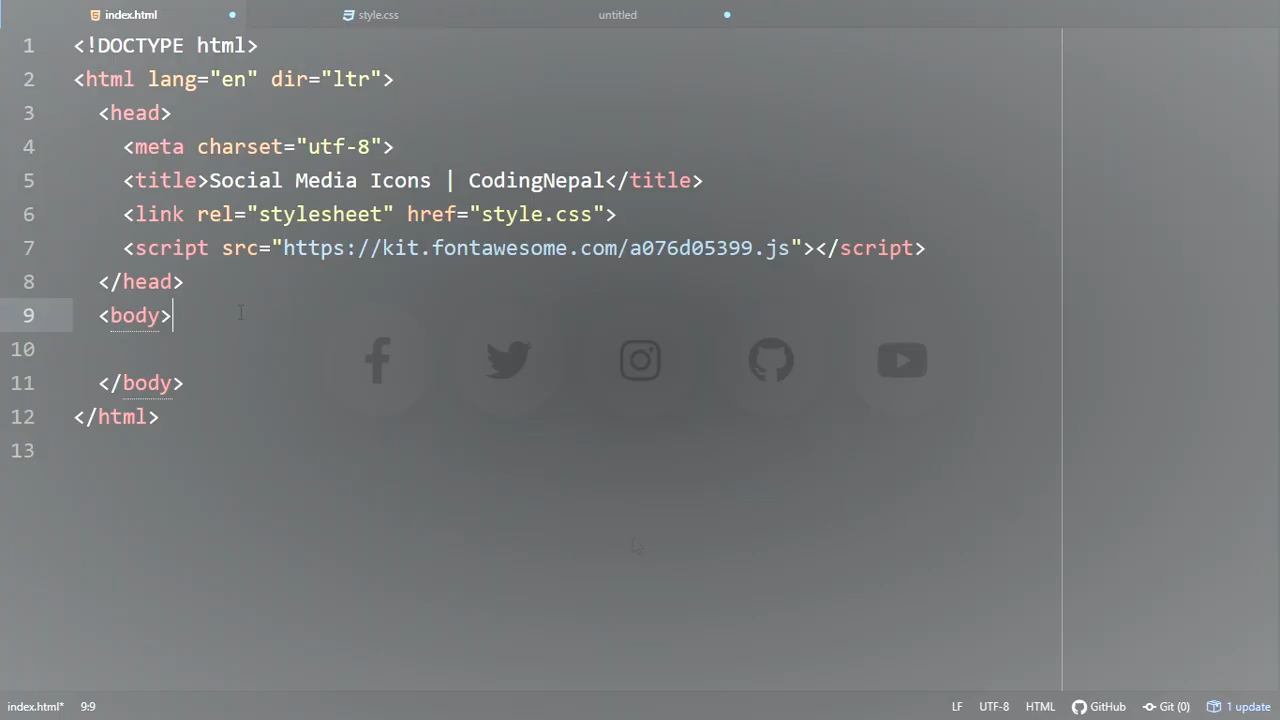 index.html
style.css
untitled
1 <!DOCTYPE html>
2 <html lang="en" dir="ltr">
3 <head>
4 <meta charset="utf-8">
5 <title>Social Media Icons | CodingNepal</title>
6 <link rel="stylesheet" href="style.css">
7 <script src="https://kit.fontawesome.com/a076d05399.js"></script>
8 </head>
9 <body>
10
11 </body>
12 </html>
13
index.html* 9:9 LF UTF-8 HTML GitHub Git (0) 1 update